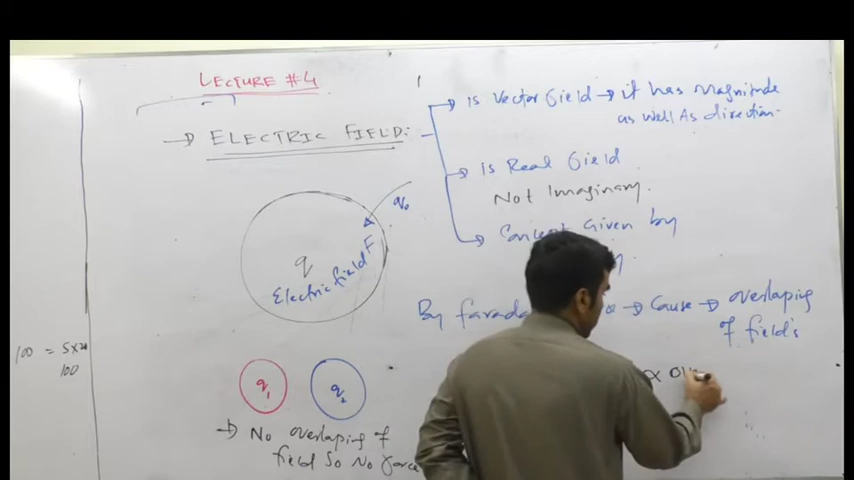 LECTURE #4
→ ELECTRIC FIELD:
→ is Vector field → it has magnitude
as well As direction.
→ is Real field
Not Imaginary.
→ Concept Given by
q₀
q
Electric field F
By farada
→ Cause → overlaping
of field's
100 = 5x20
100
q₁
q₂
→ No overlaping of
field So No force